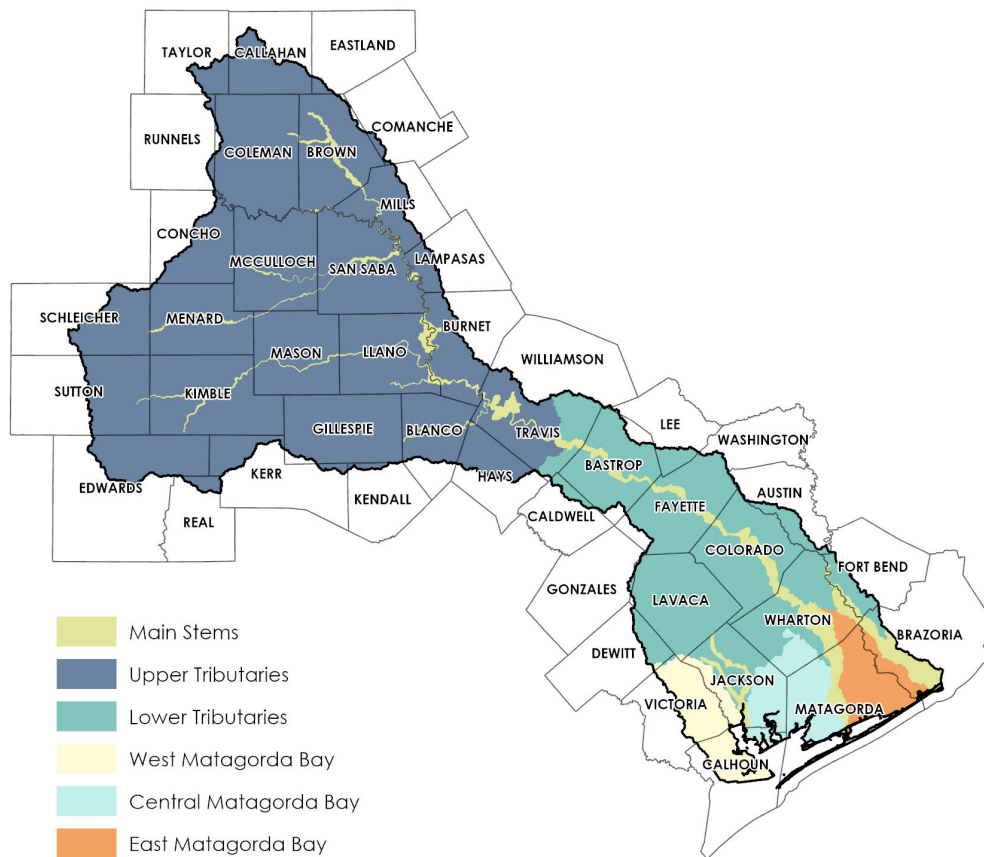 EASTLAND
TAYLOR
CALLAHAN
COMANCHE
RUNNELS
COLEMAN
BROWN
MILLS
CONCHO
LAMPASAS
MCCULLOCH
SAN SABA
SCHLEICHER
MENARD
BURNET
MASON
LLANO
WILLIAMSON
SUTTON
KIMBLE
GILLESPIE
BLANCO
TRAVIS
LEE
WASHINGTON
BASTROP
KERR
HAYS
EDWARDS
KENDALL
AUSTIN
FAYETTE
REAL
CALDWELL
COLORADO
FORT BEND
GONZALES
LAVACA
WHARTON
BRAZORIA
DEWITT
JACKSON
VICTORIA
MATAGORDA
CALHOUN
Main Stems
Upper Tributaries
Lower Tributaries
West Matagorda Bay
Central Matagorda Bay
East Matagorda Bay